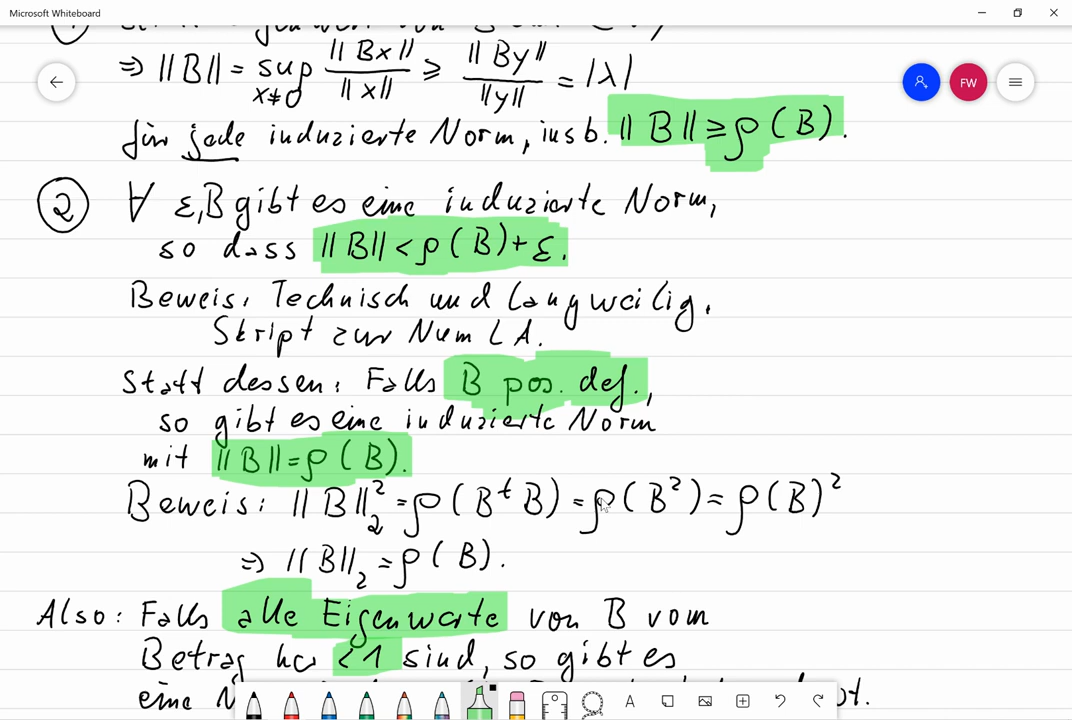 Microsoft Whiteboard
FW
⇒ ||B|| = sup x≠0 ||Bx|| / ||x|| ≥ ||By|| / ||y|| = |λ|
für jede induzierte Norm, insb. ||B|| ≥ ρ(B).
② ∀ ε,B gibt es eine induzierte Norm,
so dass ||B|| < ρ(B)+ε.
Beweis: Technisch und langweilig.
Skript zur Num LA.
Statt dessen: Falls B pos. def.,
so gibt es eine induzierte Norm
mit ||B|| = ρ(B).
Beweis: ||B||₂² = ρ(BᵗB) = ρ(B²) = ρ(B)²
⇒ ||B||₂ = ρ(B).
Also: Falls alle Eigenwerte von B vom
Betrag her <1 sind, so gibt es
eine